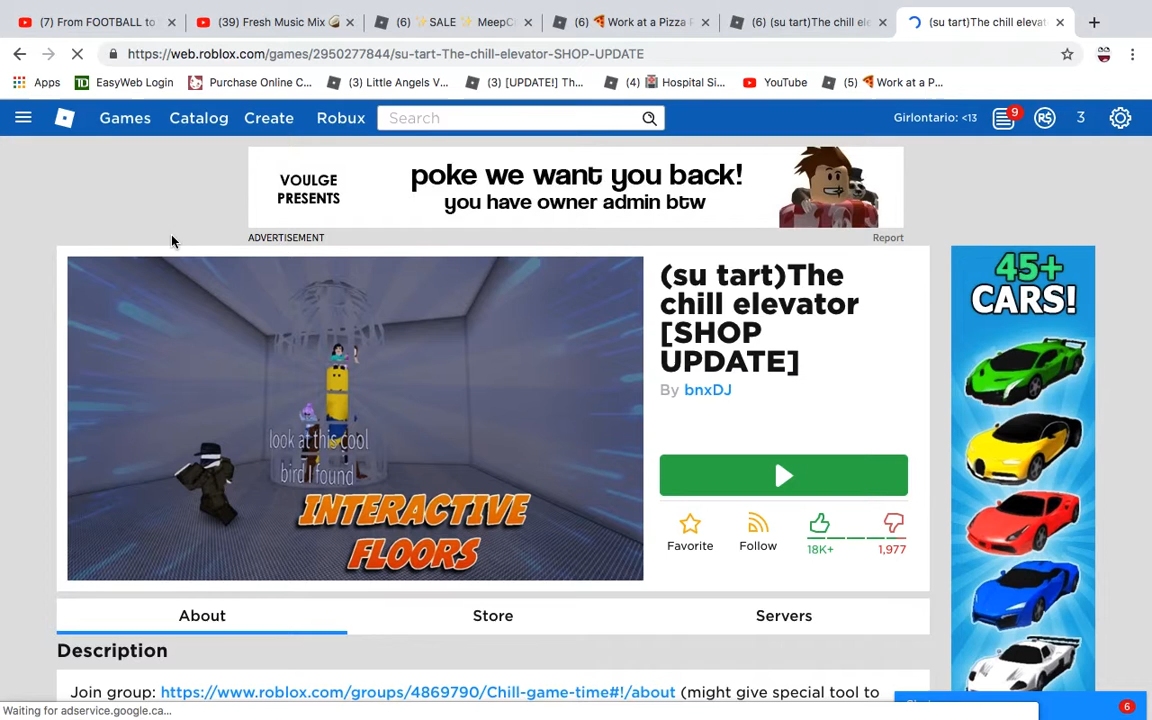 (7) From FOOTBALL to
(39) Fresh Music Mix
(6) ✨ SALE ✨ MeepC
(6) 🍕 Work at a Pizza P
(6) (su tart)The chill ele
(su tart)The chill elevat
https://web.roblox.com/games/2950277844/su-tart-The-chill-elevator-SHOP-UPDATE
Apps
EasyWeb Login
Purchase Online C...
(3) Little Angels V...
(3) [UPDATE!] Th...
(4) 🏥 Hospital Si...
YouTube
(5) 🍕 Work at a P...
Games
Catalog
Create
Robux
Search
Girlontario: <13
9
R$
3
VOULGE
PRESENTS
poke we want you back!
you have owner admin btw
ADVERTISEMENT
Report
look at this cool
bird I found
INTERACTIVE
FLOORS
(su tart)The
chill elevator
[SHOP
UPDATE]
By bnxDJ
Favorite
Follow
18K+
1,977
45+
CARS!
About
Store
Servers
Description
Join group: https://www.roblox.com/groups/4869790/Chill-game-time#!/about (might give special tool to
Waiting for adservice.google.ca...
6